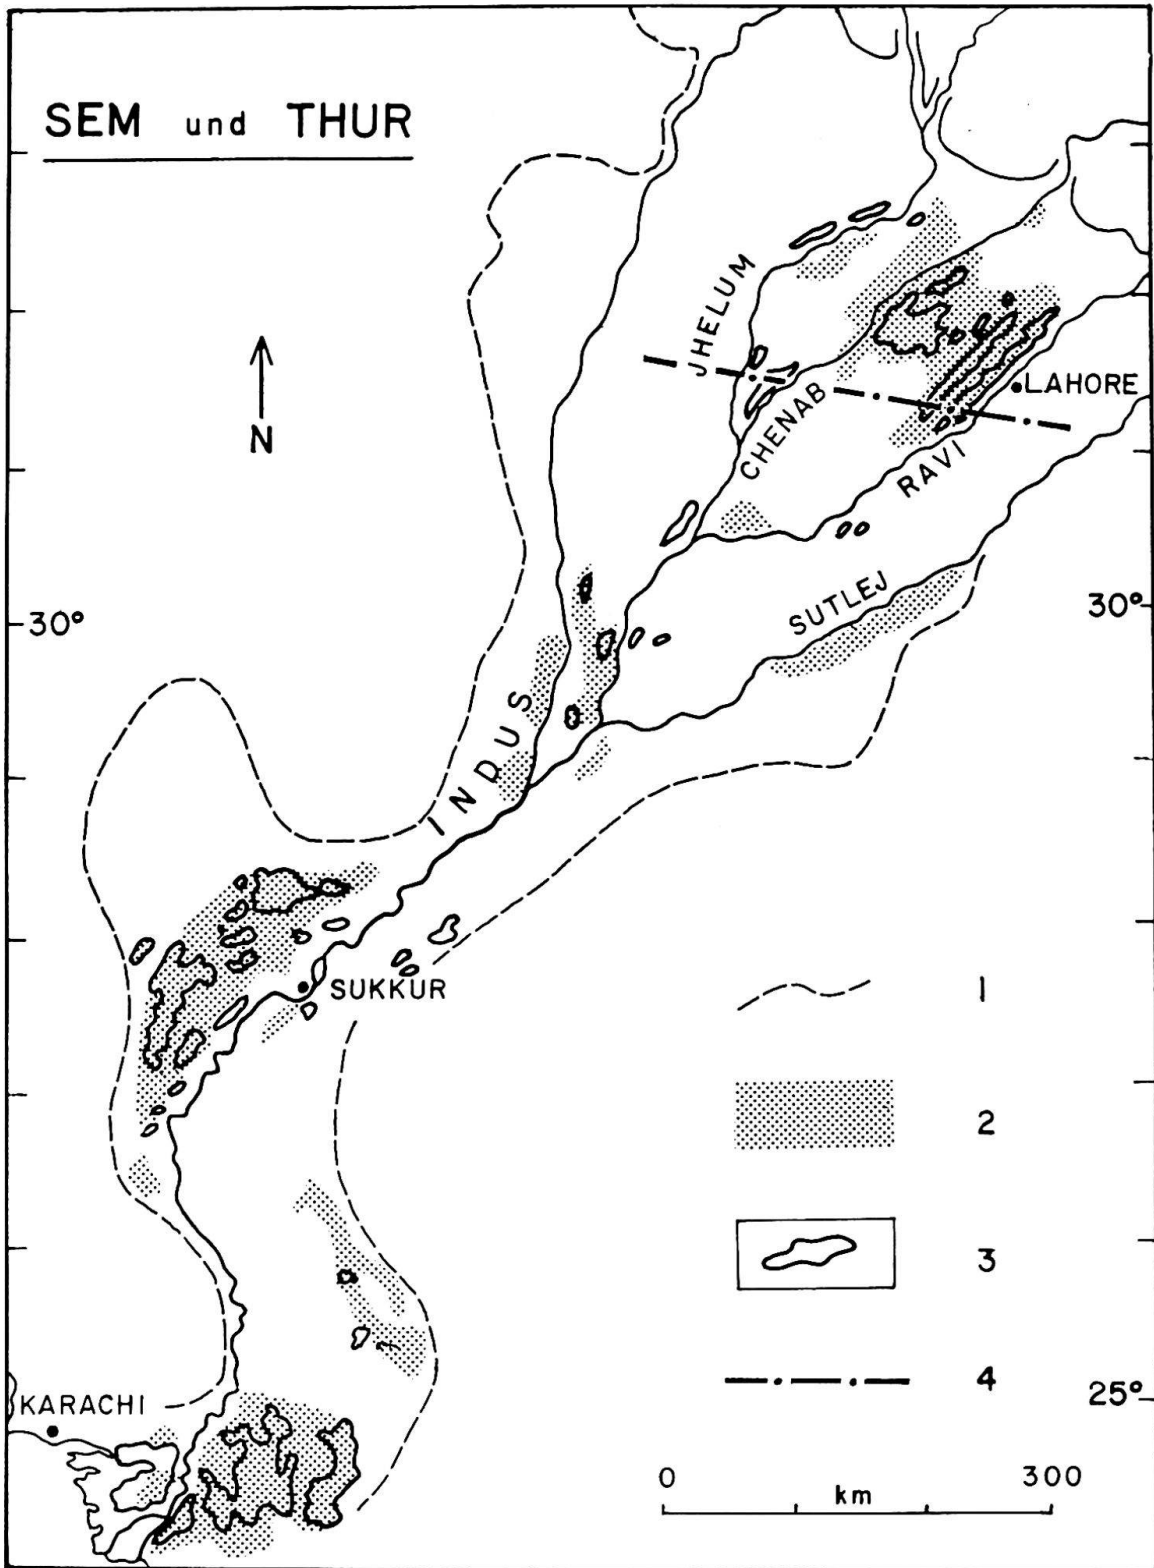 SEM und THUR
N
JHELUM
CHENAB
LAHORE
RAVI
SUTLEJ
30°
30°
INDUS
SUKKUR
1
2
3
4
25°
KARACHI
0 300
km